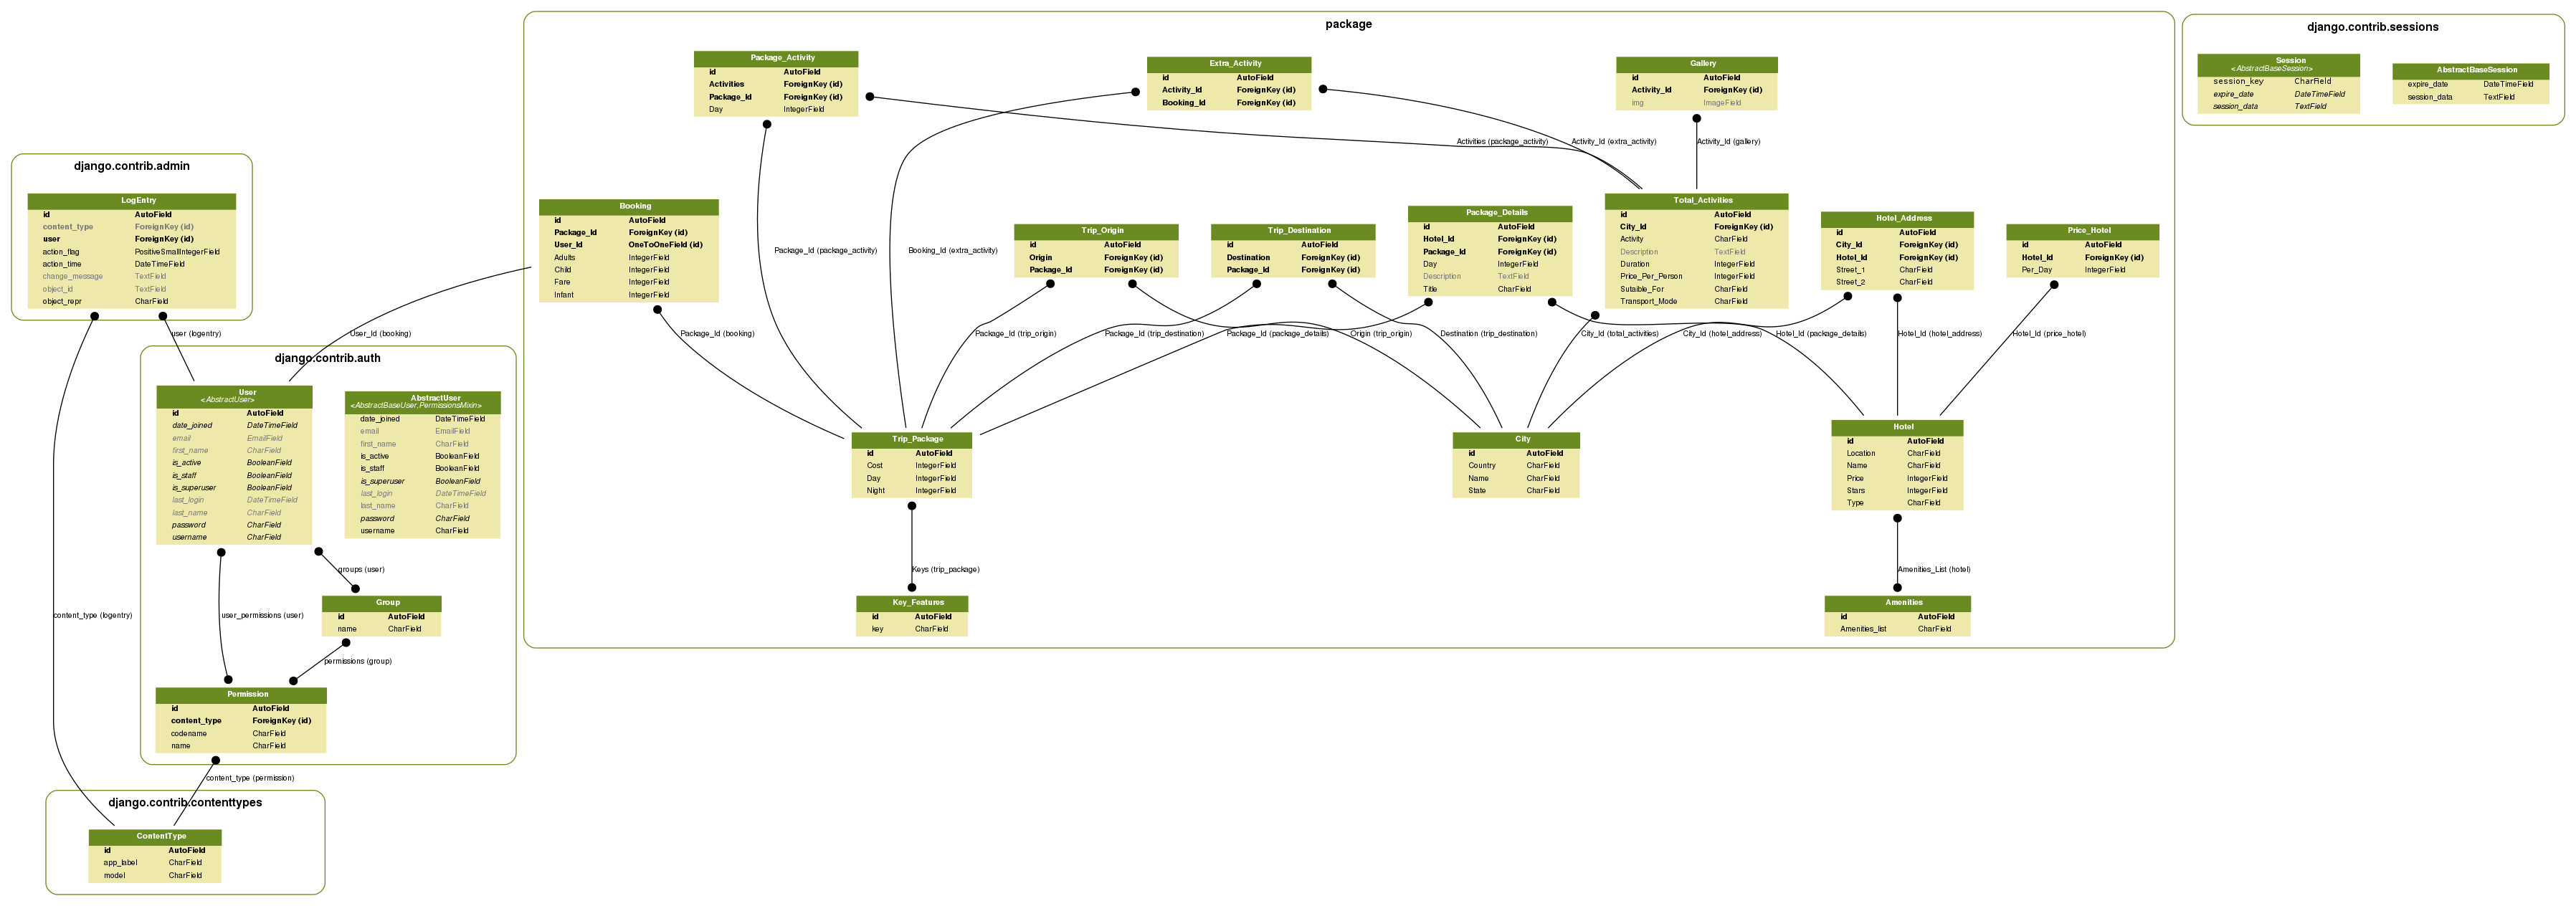 package
Package_Activity
id AutoField
Activities ForeignKey (id)
Package_Id ForeignKey (id)
Day IntegerField
Extra_Activity
id AutoField
Activity_Id ForeignKey (id)
Booking_Id ForeignKey (id)
Gallery
id AutoField
Activity_Id ForeignKey (id)
img ImageField
django.contrib.sessions
Session
<AbstractBaseSession>
session_key CharField
expire_date DateTimeField
session_data TextField
AbstractBaseSession
expire_date DateTimeField
session_data TextField
Activities (package_activity)
Activity_Id (extra_activity)
Activity_Id (gallery)
django.contrib.admin
LogEntry
id AutoField
content_type ForeignKey (id)
user ForeignKey (id)
action_flag PositiveSmallIntegerField
action_time DateTimeField
change_message TextField
object_id TextField
object_repr CharField
Booking
id AutoField
Package_Id ForeignKey (id)
User_Id OneToOneField (id)
Adults IntegerField
Child IntegerField
Fare IntegerField
Infant IntegerField
Package_Id (package_activity)
Booking_Id (extra_activity)
Trip_Origin
id AutoField
Origin ForeignKey (id)
Package_Id ForeignKey (id)
Trip_Destination
id AutoField
Destination ForeignKey (id)
Package_Id ForeignKey (id)
Package_Details
id AutoField
Hotel_Id ForeignKey (id)
Package_Id ForeignKey (id)
Day IntegerField
Description TextField
Title CharField
Total_Activities
id AutoField
City_Id ForeignKey (id)
Activity CharField
Description TextField
Duration IntegerField
Price_Per_Person IntegerField
Sutaible_For CharField
Transport_Mode CharField
Hotel_Address
id AutoField
City_Id ForeignKey (id)
Hotel_Id ForeignKey (id)
Street_1 CharField
Street_2 CharField
Price_Hotel
id AutoField
Hotel_Id ForeignKey (id)
Per_Day IntegerField
user (logentry)
User_Id (booking)
Package_Id (booking)
Package_Id (trip_origin)
Package_Id (trip_destination)
Package_Id (package_details)
Origin (trip_origin)
Destination (trip_destination)
City_Id (total_activities)
City_Id (hotel_address)
Hotel_Id (package_details)
Hotel_Id (hotel_address)
Hotel_Id (price_hotel)
django.contrib.auth
User
<AbstractUser>
id AutoField
date_joined DateTimeField
email EmailField
first_name CharField
is_active BooleanField
is_staff BooleanField
is_superuser BooleanField
last_login DateTimeField
last_name CharField
password CharField
username CharField
AbstractUser
<AbstractBaseUser,PermissionsMixin>
date_joined DateTimeField
email EmailField
first_name CharField
is_active BooleanField
is_staff BooleanField
is_superuser BooleanField
last_login DateTimeField
last_name CharField
password CharField
username CharField
Trip_Package
id AutoField
Cost IntegerField
Day IntegerField
Night IntegerField
City
id AutoField
Country CharField
Name CharField
State CharField
Hotel
id AutoField
Location CharField
Name CharField
Price IntegerField
Stars IntegerField
Type CharField
groups (user)
Keys (trip_package)
Amenities_List (hotel)
content_type (logentry)
user_permissions (user)
Group
id AutoField
name CharField
Key_Features
id AutoField
key CharField
Amenities
id AutoField
Amenities_list CharField
permissions (group)
Permission
id AutoField
content_type ForeignKey (id)
codename CharField
name CharField
content_type (permission)
django.contrib.contenttypes
ContentType
id AutoField
app_label CharField
model CharField